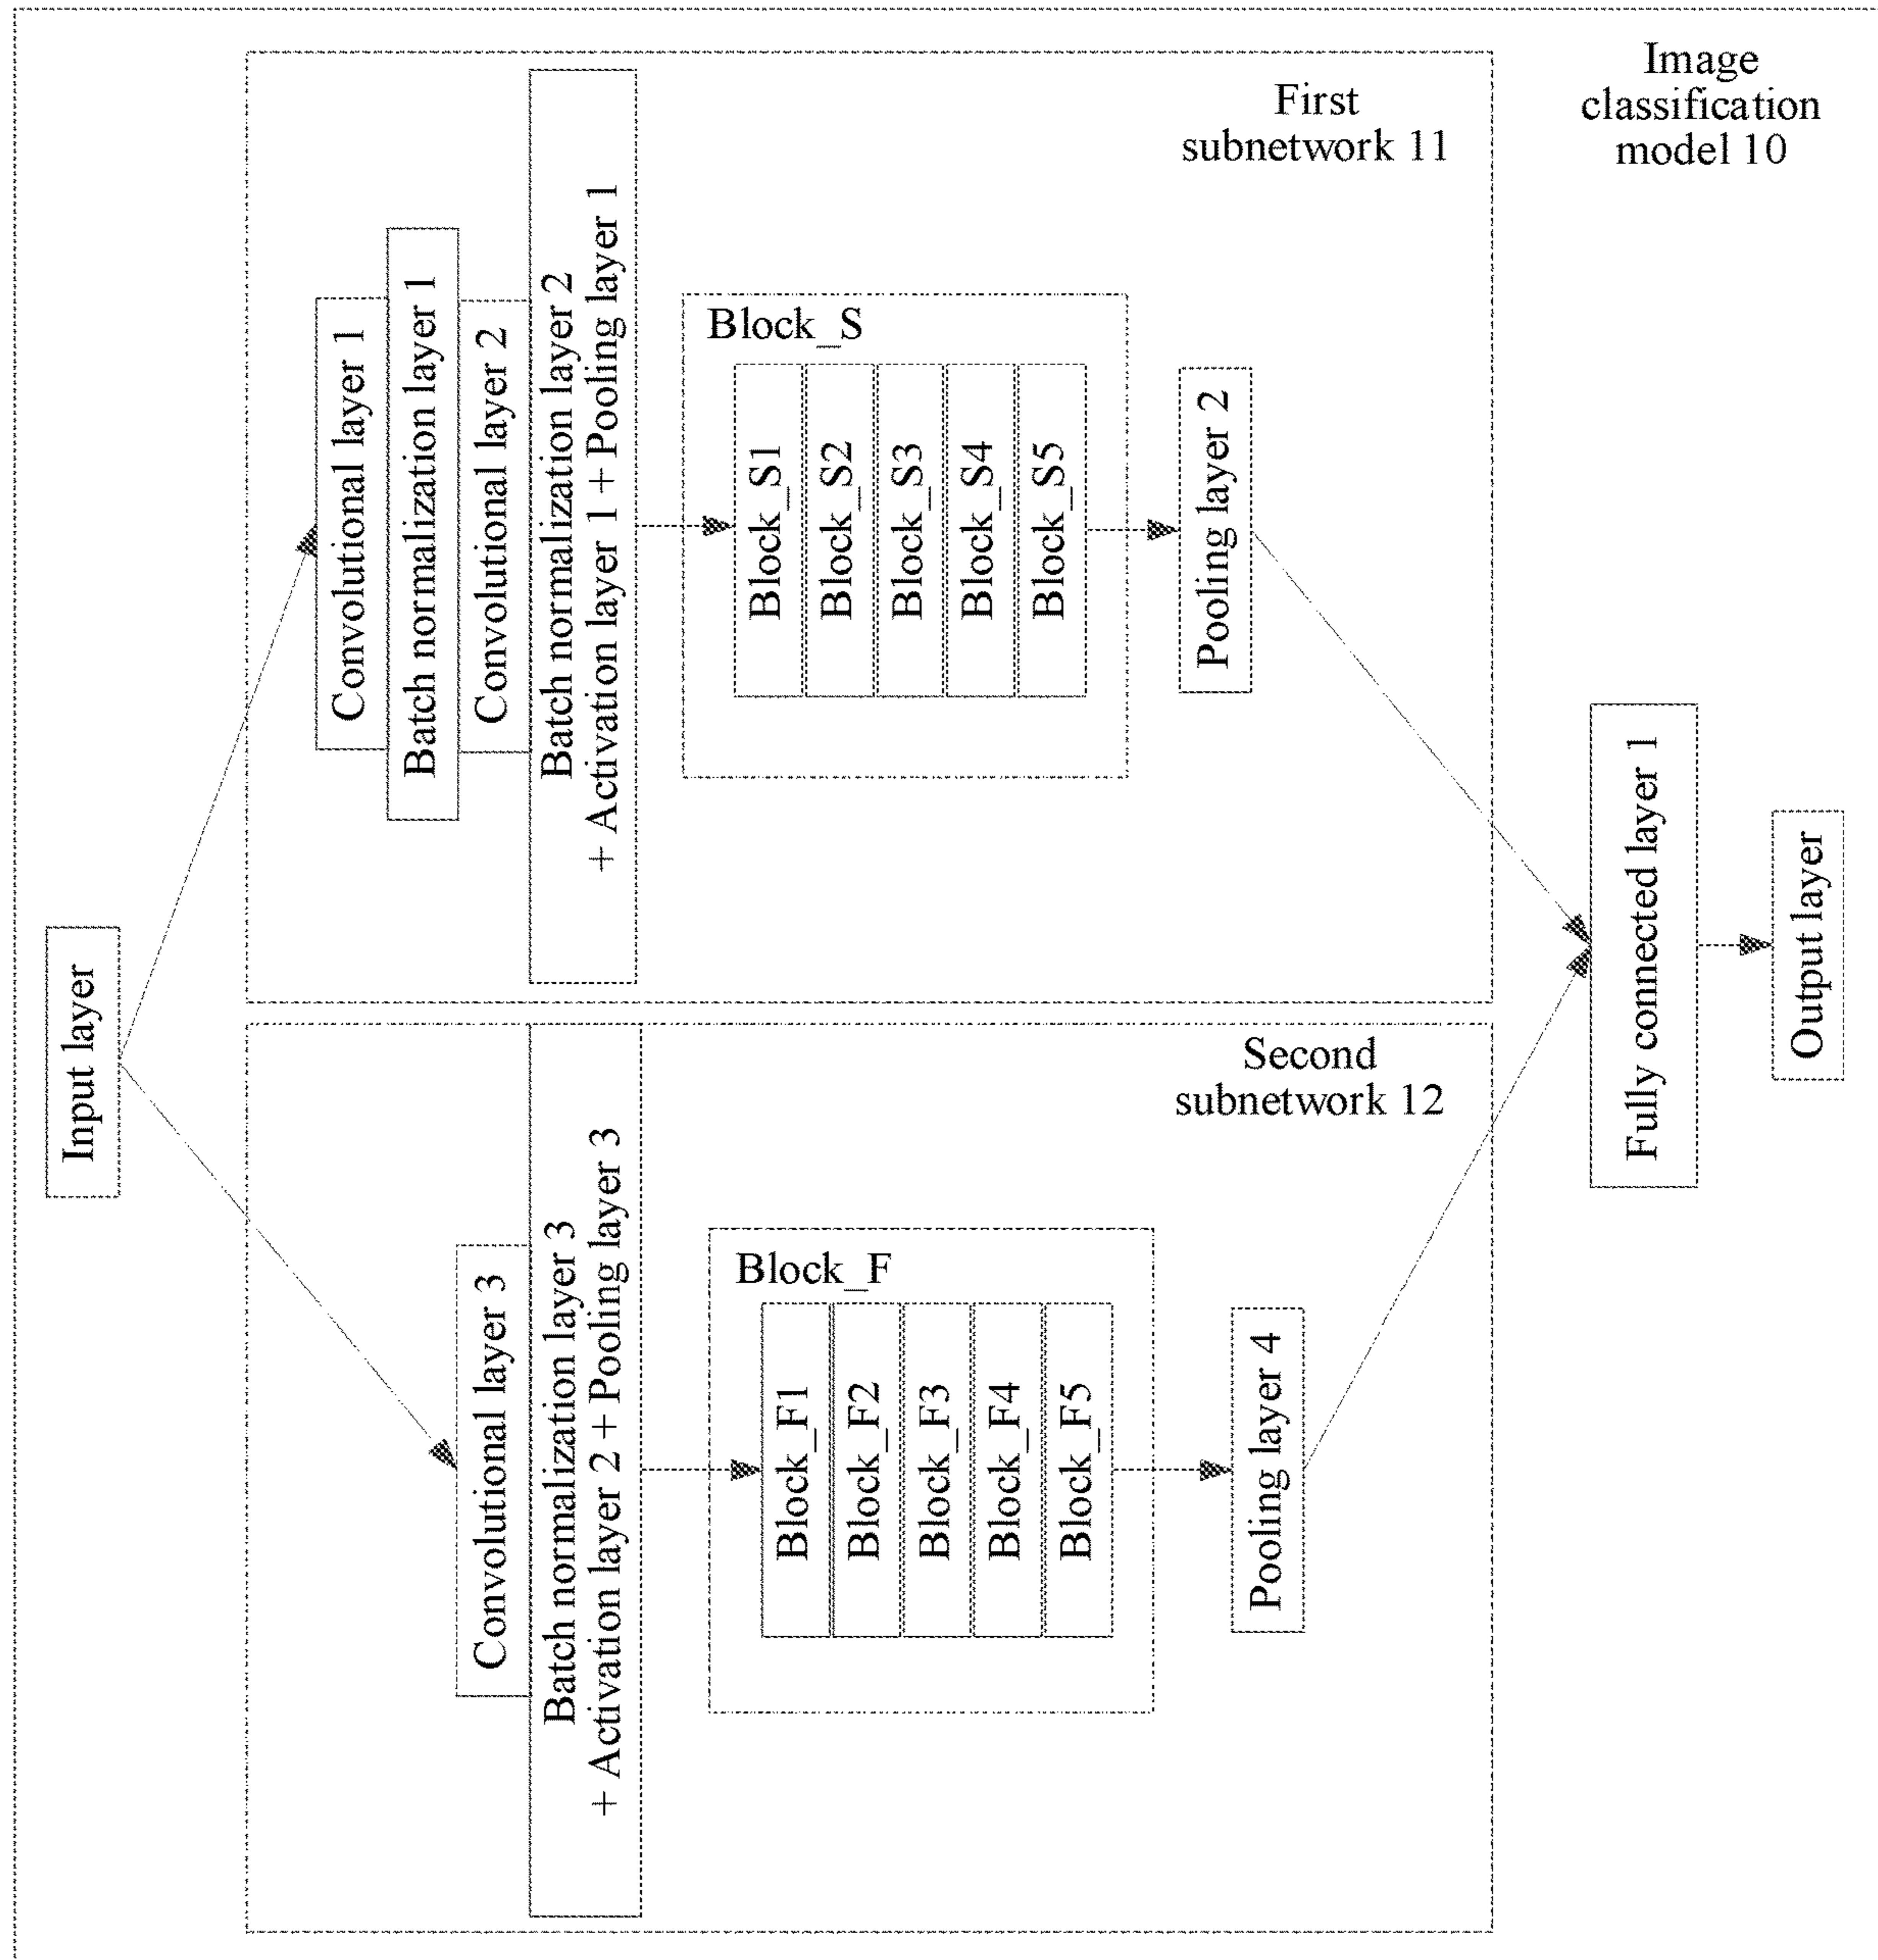 Image
classification
model 10
Input layer
First
subnetwork 11
Convolutional layer 1
Batch normalization layer 1
Convolutional layer 2
Batch normalization layer 2
+ Activation layer 1 + Pooling layer 1
Block_S
Block_S1
Block_S2
Block_S3
Block_S4
Block_S5
Pooling layer 2
Second
subnetwork 12
Convolutional layer 3
Batch normalization layer 3
+ Activation layer 2 + Pooling layer 3
Block_F
Block_F1
Block_F2
Block_F3
Block_F4
Block_F5
Pooling layer 4
Fully connected layer 1
Output layer